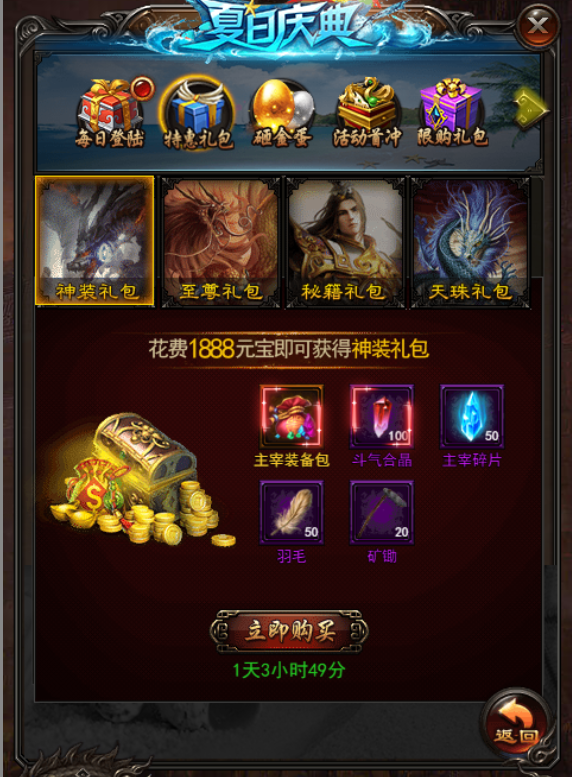 夏日庆典
每日登陆
特惠礼包
砸金蛋
活动首冲
限购礼包
神装礼包
至尊礼包
秘籍礼包
天珠礼包
花费1888元宝即可获得神装礼包
100
50
主宰装备包
斗气合晶
主宰碎片
50
20
羽毛
矿锄
立即购买
1天3小时49分
返回